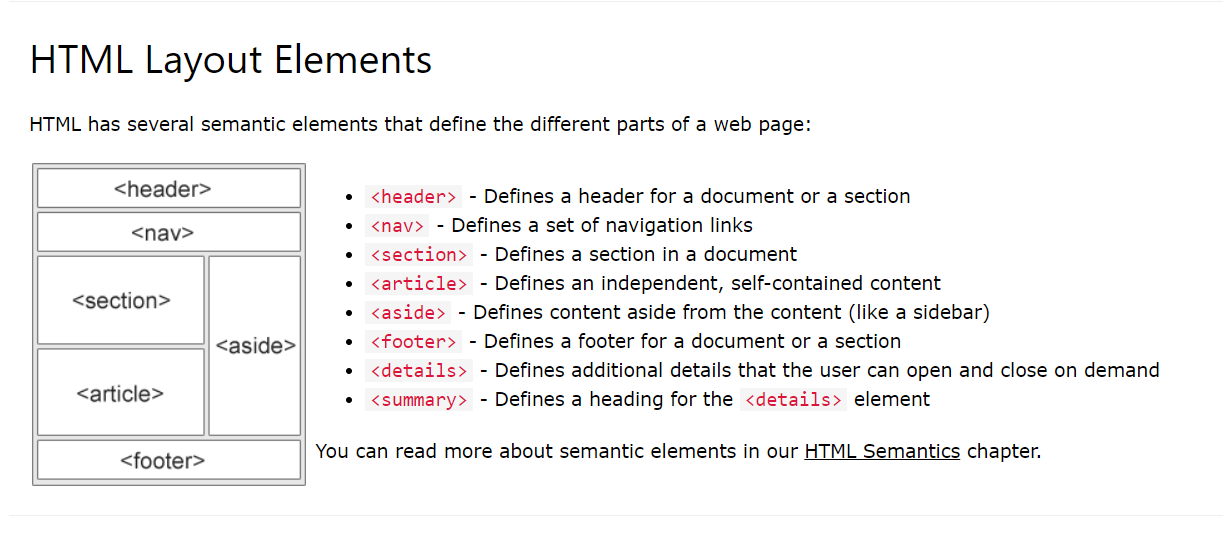 HTML Layout Elements
HTML has several semantic elements that define the different parts of a web page:
<header>
<nav>
<section>
<aside>
<article>
<footer>
<header> - Defines a header for a document or a section
<nav> - Defines a set of navigation links
<section> - Defines a section in a document
<article> - Defines an independent, self-contained content
<aside> - Defines content aside from the content (like a sidebar)
<footer> - Defines a footer for a document or a section
<details> - Defines additional details that the user can open and close on demand
<summary> - Defines a heading for the <details> element
You can read more about semantic elements in our HTML Semantics chapter.